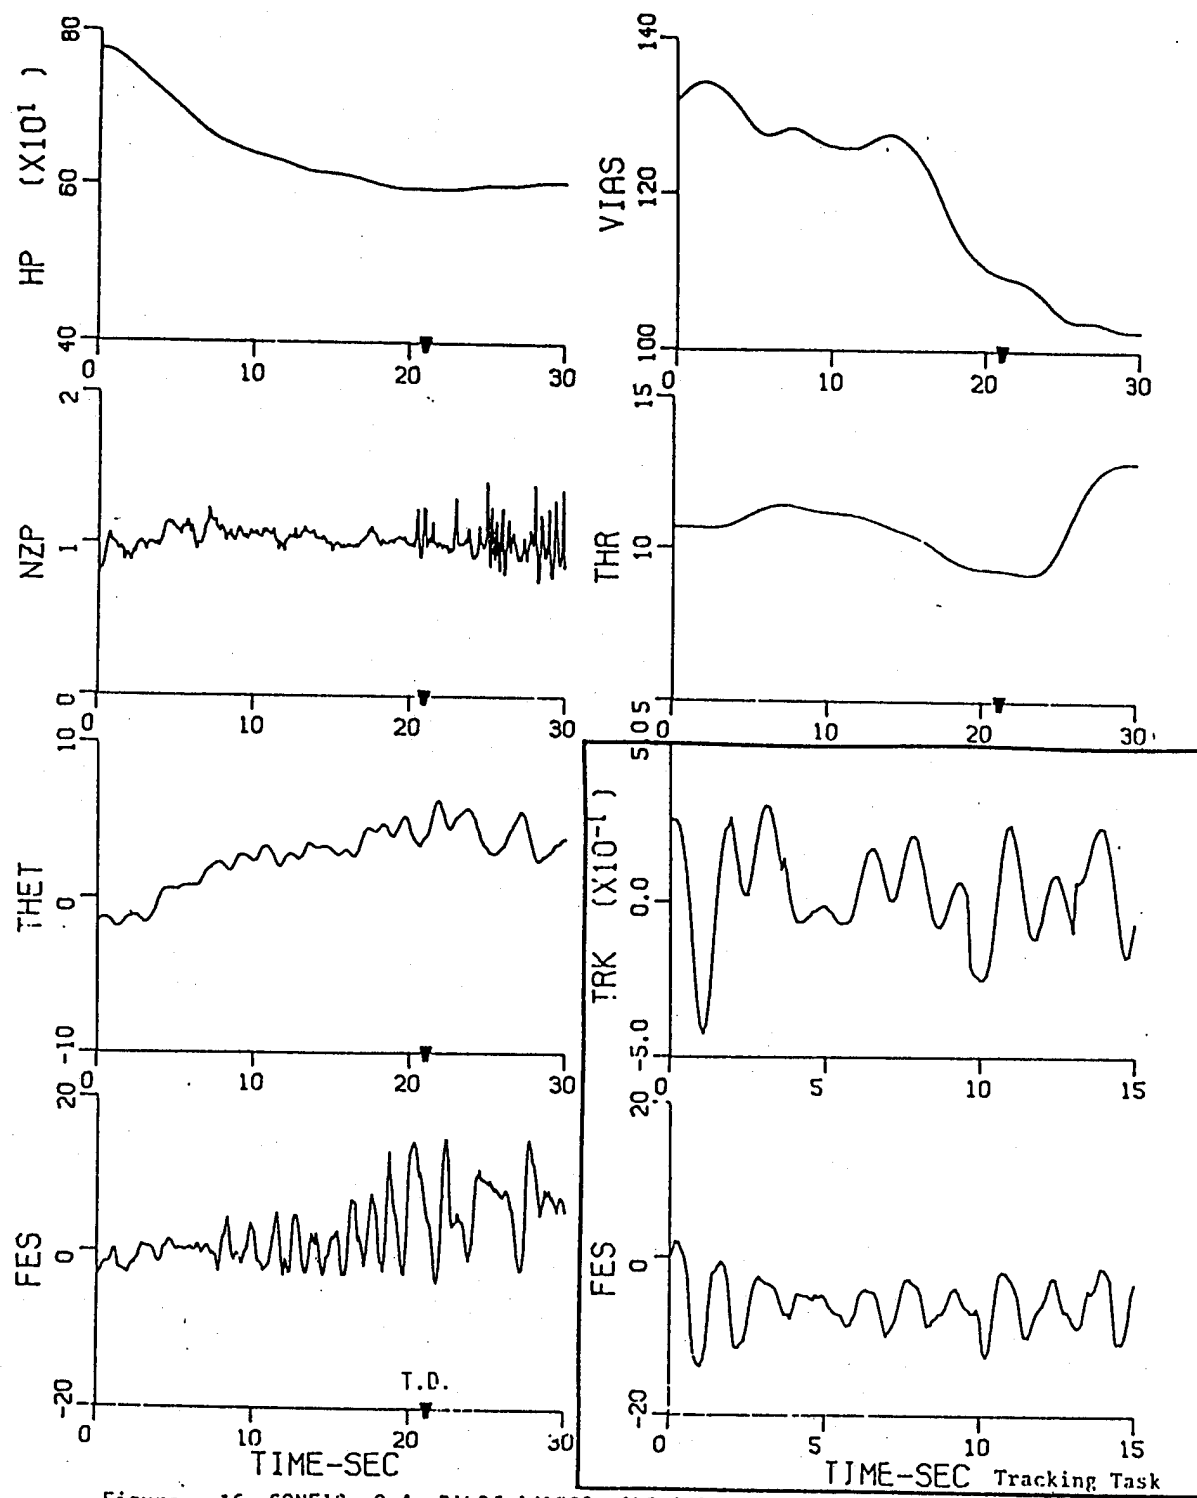 HP (X10¹)
80
60
40
0 10 20 30
VIAS
140
120
100
0 10 20 30
NZP
2
1
0
0 10 20 30
THR
15
10
5
0 10 20 30
THET
10
0
-10
0 10 20 30
TRK (X10⁻¹)
5.0
0.0
-5.0
0 5 10 15
FES
20
0
-20
T.D.
0 10 20 30
TIME-SEC
FES
20
0
-20
0 5 10 15
TIME-SEC Tracking Task